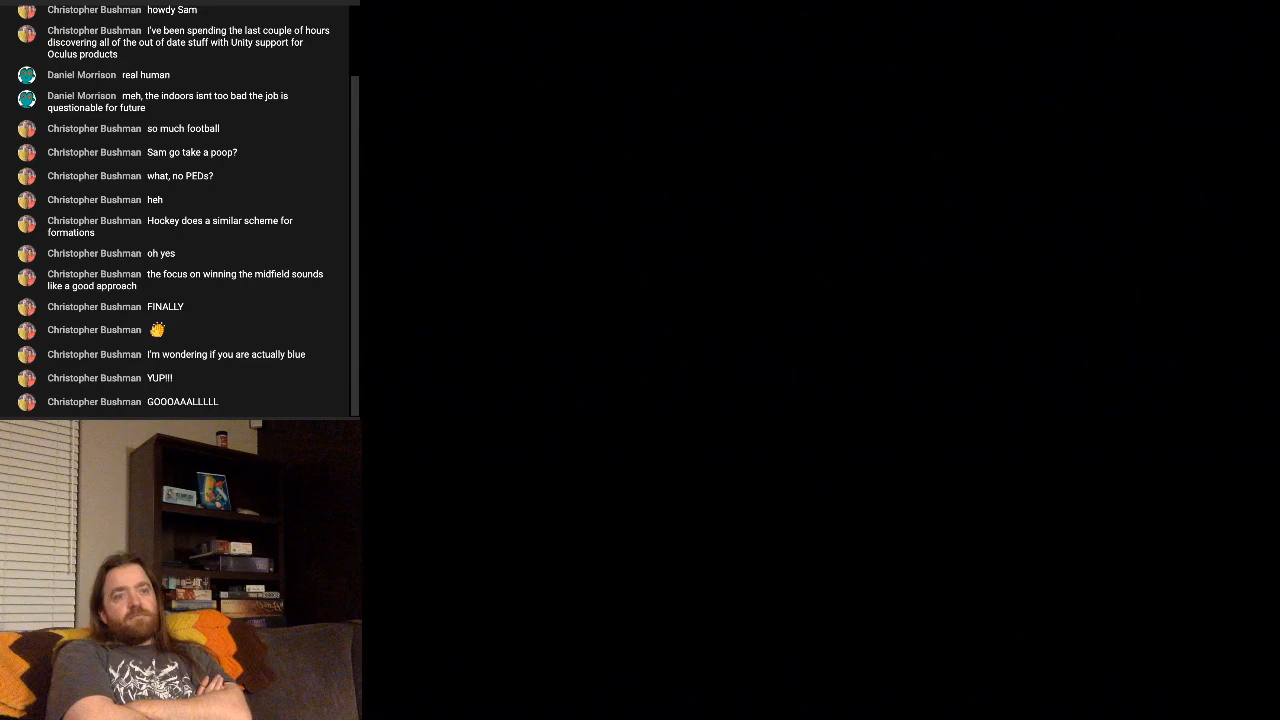 Christopher Bushman howdy Sam
Christopher Bushman I've been spending the last couple of hours
discovering all of the out of date stuff with Unity support for
Oculus products
Daniel Morrison real human
Daniel Morrison meh, the indoors isnt too bad the job is
questionable for future
Christopher Bushman so much football
Christopher Bushman Sam go take a poop?
Christopher Bushman what, no PEDs?
Christopher Bushman heh
Christopher Bushman Hockey does a similar scheme for
formations
Christopher Bushman oh yes
Christopher Bushman the focus on winning the midfield sounds
like a good approach
Christopher Bushman FINALLY
Christopher Bushman 👏
Christopher Bushman I'm wondering if you are actually blue
Christopher Bushman YUP!!!
Christopher Bushman GOOOAAALLLLL